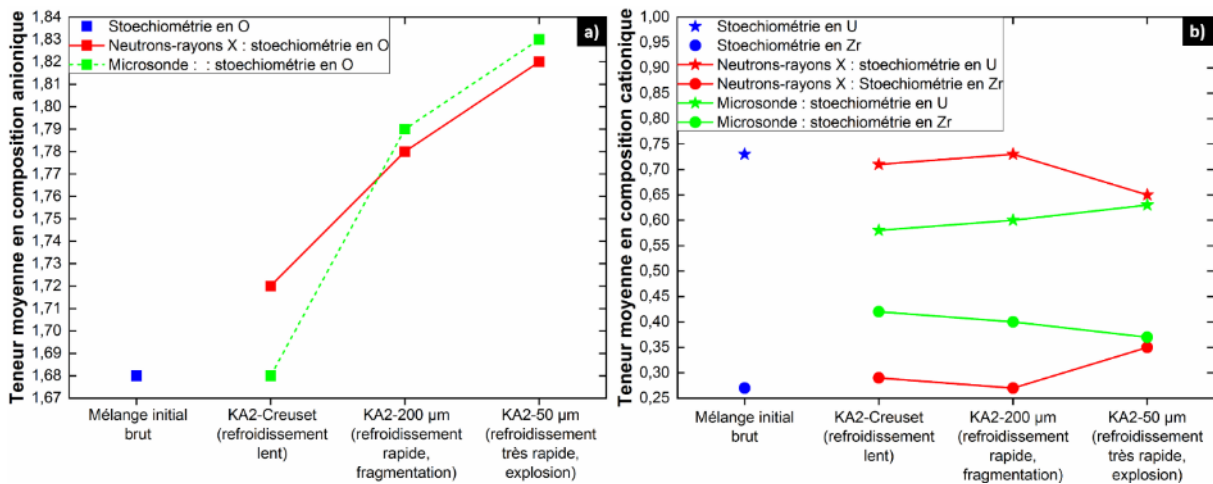 Teneur moyenne en composition anionique
1,84
1,83
1,82
1,81
1,80
1,79
1,78
1,77
1,76
1,75
1,74
1,73
1,72
1,71
1,70
1,69
1,68
1,67
Stoechiométrie en O
Neutrons-rayons X : stoechiométrie en O
Microsonde : : stoechiométrie en O
a)
Mélange initial
brut
KA2-Creuset
(refroidissement
lent)
KA2-200 µm
(refroidissement
rapide,
fragmentation)
KA2-50 µm
(refroidissement
très rapide,
explosion)
Teneur moyenne en composition cationique
1,00
0,95
0,90
0,85
0,80
0,75
0,70
0,65
0,60
0,55
0,50
0,45
0,40
0,35
0,30
0,25
Stoechiométrie en U
Stoechiométrie en Zr
Neutrons-rayons X : stoechiométrie en U
Neutrons-rayons X : Stoechiométrie en Zr
Microsonde : stoechiométrie en U
Microsonde : stoechiométrie en Zr
b)
Mélange initial
brut
KA2-Creuset
(refroidissement
lent)
KA2-200 µm
(refroidissement
rapide,
fragmentation)
KA2-50 µm
(refroidissement
très rapide,
explosion)